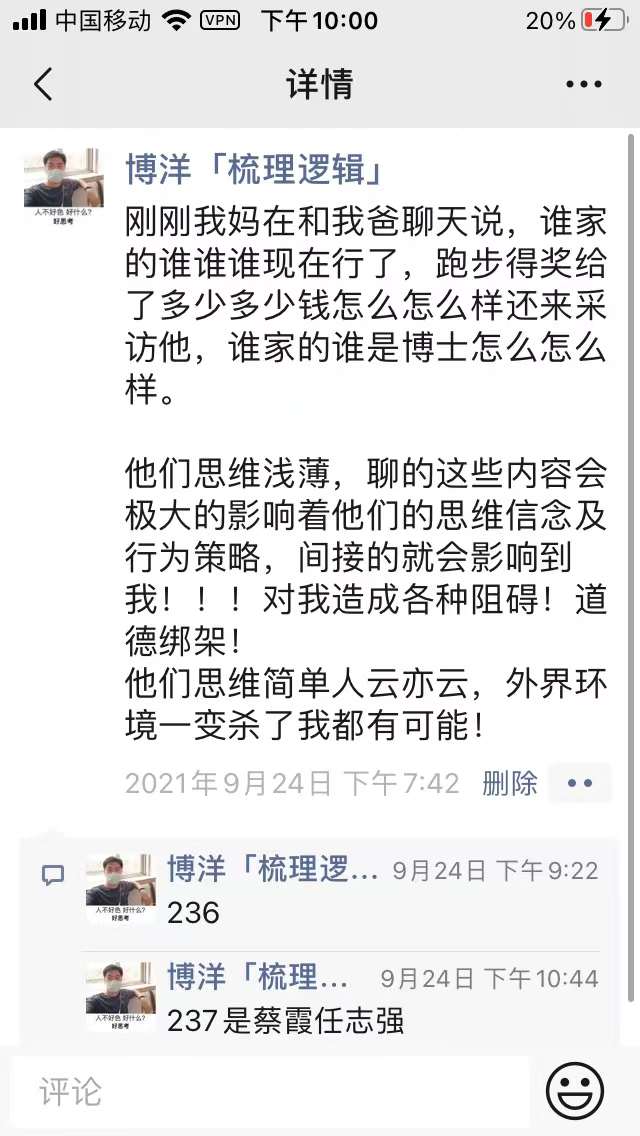 中国移动 VPN 下午10:00 20%
详情
博洋「梳理逻辑」
人不好色 好什么?
好思考
刚刚我妈在和我爸聊天说，谁家
的谁谁谁现在行了，跑步得奖给
了多少多少钱怎么怎么样还来采
访他，谁家的谁是博士怎么怎么
样。
他们思维浅薄，聊的这些内容会
极大的影响着他们的思维信念及
行为策略，间接的就会影响到
我！！！对我造成各种阻碍！道
德绑架！
他们思维简单人云亦云，外界环
境一变杀了我都有可能！
2021年9月24日 下午7:42 删除
博洋「梳理逻... 9月24日 下午9:22
人不好色 好什么?
好思考
236
博洋「梳理... 9月24日 下午10:44
人不好色 好什么?
好思考
237是蔡霞任志强
评论